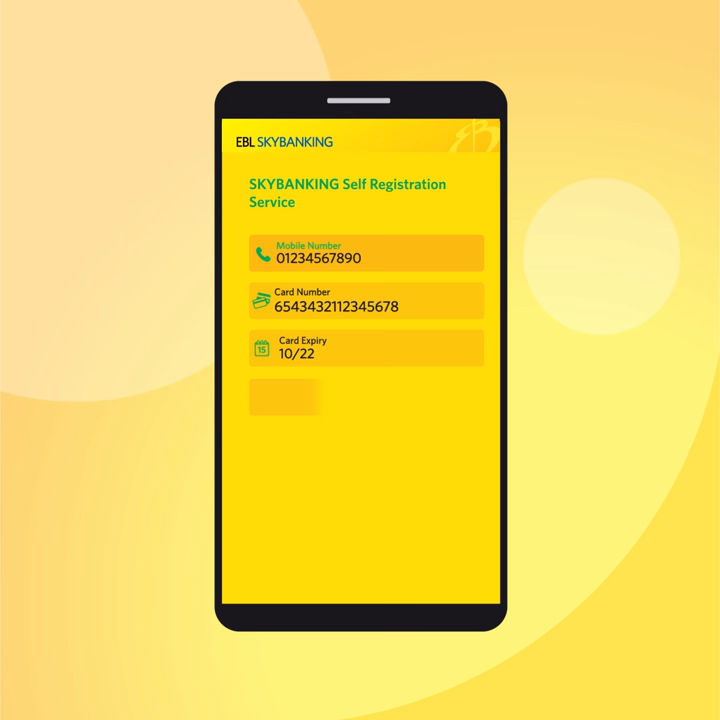 EBL SKYBANKING
SKYBANKING Self Registration
Service
Mobile Number
01234567890
Card Number
6543432112345678
Card Expiry
15
10/22